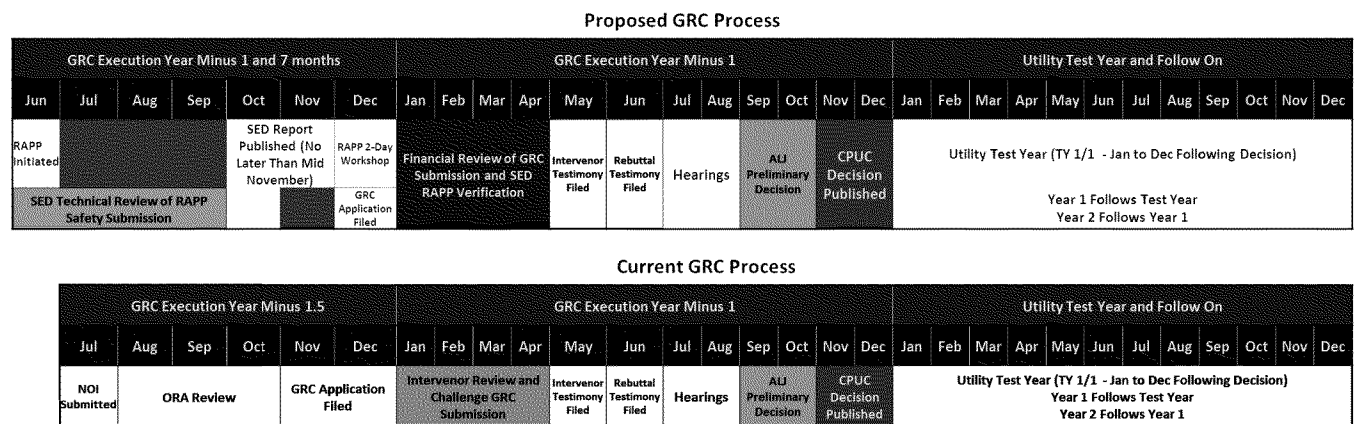 Proposed GRC Process
GRC Execution Year Minus 1 and 7 months
GRC Execution Year Minus 1
Utility Test Year and Follow On
Jun Jul Aug Sep Oct Nov Dec Jan Feb Mar Apr May Jun Jul Aug Sep Oct Nov Dec Jan Feb Mar Apr May Jun Jul Aug Sep Oct Nov Dec
RAPP
Initiated
SED Technical Review of RAPP
Safety Submission
SED Report
Published (No
Later Than Mid
November)
RAPP 2-Day
Workshop
GRC
Application
Filed
Financial Review of GRC
Submission and SED
RAPP Verification
Intervenor
Testimony
Filed
Rebuttal
Testimony
Filed
Hearings
ALJ
Preliminary
Decision
CPUC
Decision
Published
Utility Test Year (TY 1/1 - Jan to Dec Following Decision)
Year 1 Follows Test Year
Year 2 Follows Year 1
Current GRC Process
GRC Execution Year Minus 1.5
GRC Execution Year Minus 1
Utility Test Year and Follow On
Jul Aug Sep Oct Nov Dec Jan Feb Mar Apr May Jun Jul Aug Sep Oct Nov Dec Jan Feb Mar Apr May Jun Jul Aug Sep Oct Nov Dec
NOI
Submitted
ORA Review
GRC Application
Filed
Intervenor Review and
Challenge GRC
Submission
Intervenor
Testimony
Filed
Rebuttal
Testimony
Filed
Hearings
ALJ
Preliminary
Decision
CPUC
Decision
Published
Utility Test Year (TY 1/1 - Jan to Dec Following Decision)
Year 1 Follows Test Year
Year 2 Follows Year 1